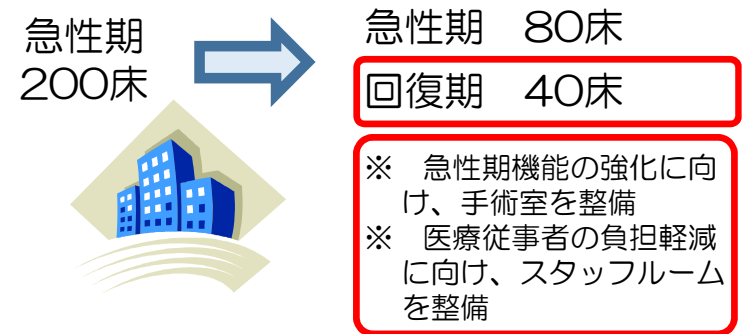 急性期
200床
急性期　80床
回復期　40床
※　急性期機能の強化に向
け、手術室を整備
※　医療従事者の負担軽減
に向け、スタッフルーム
を整備